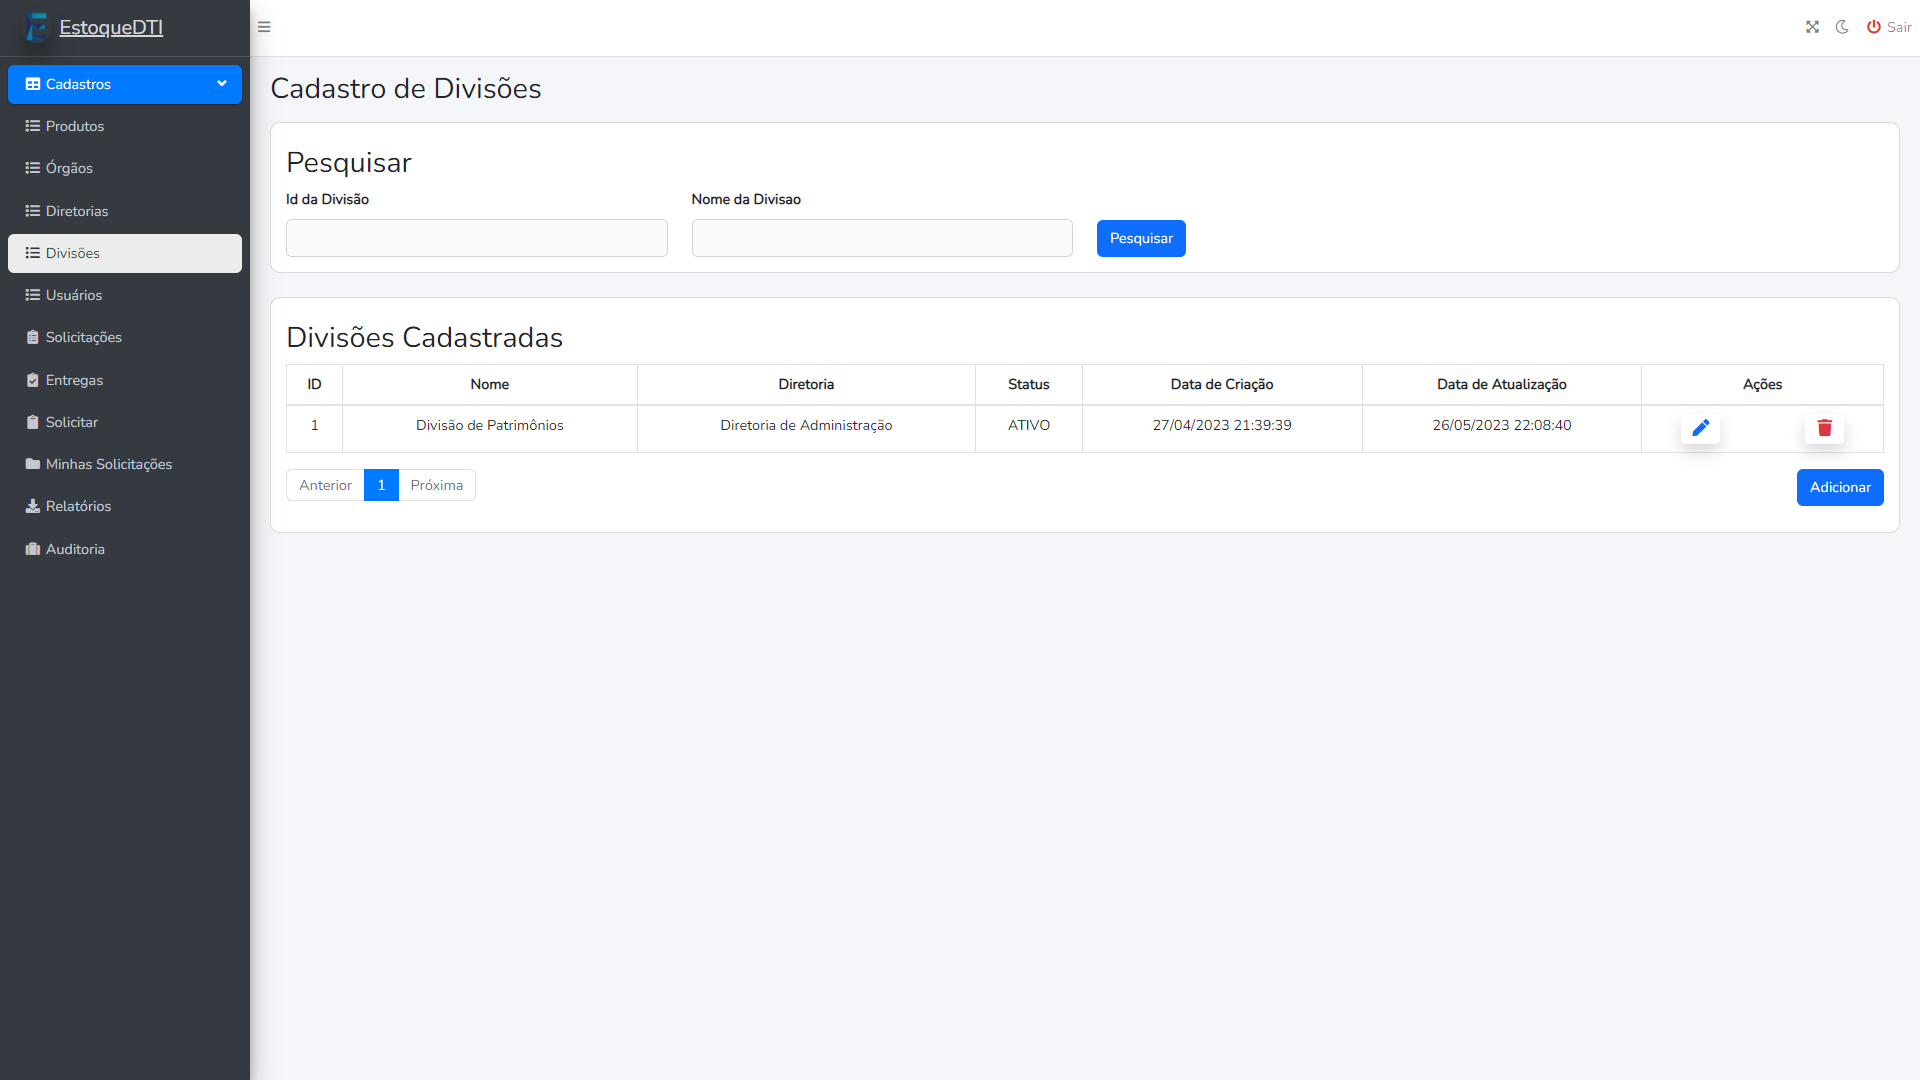 EstoqueDTI
Sair
Cadastros
Produtos
Órgãos
Diretorias
Divisões
Usuários
Solicitações
Entregas
Solicitar
Minhas Solicitações
Relatórios
Auditoria
Cadastro de Divisões
Pesquisar
Id da Divisão Nome da Divisao
Pesquisar
Divisões Cadastradas
ID Nome Diretoria Status Data de Criação Data de Atualização Ações
1 Divisão de Patrimônios Diretoria de Administração ATIVO 27/04/2023 21:39:39 26/05/2023 22:08:40
Anterior 1 Próxima Adicionar